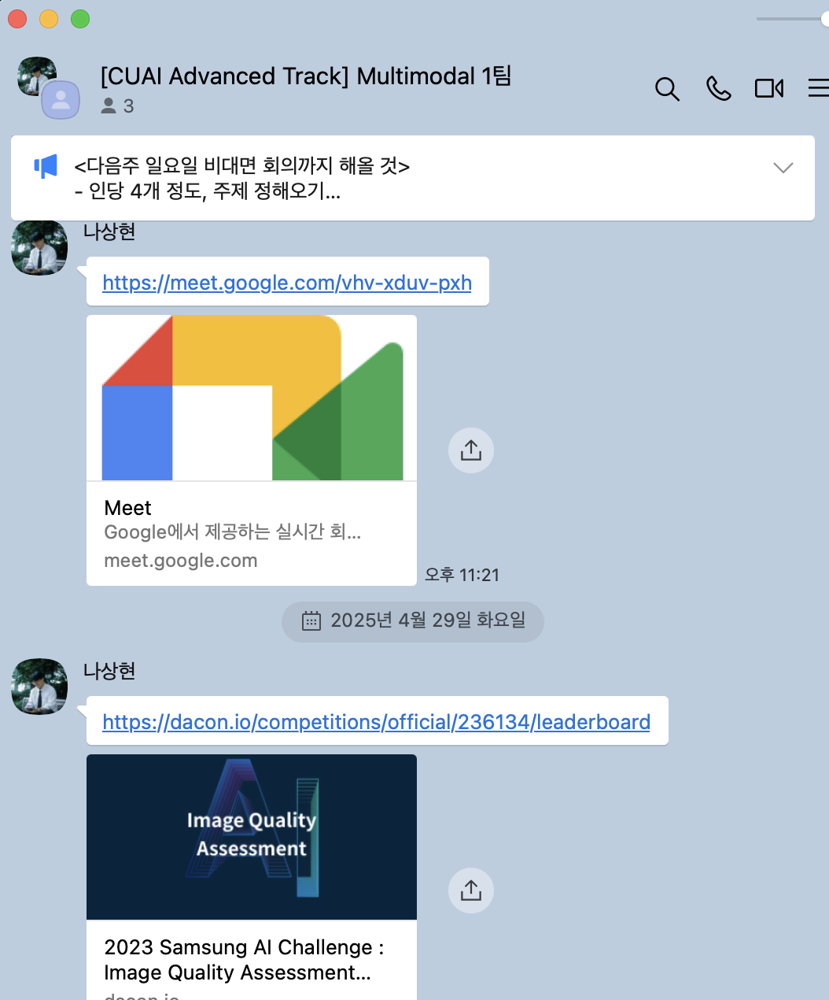 [CUAI Advanced Track] Multimodal 1팀
3
<다음주 일요일 비대면 회의까지 해올 것>
- 인당 4개 정도, 주제 정해오기...
나상현
https://meet.google.com/vhv-xduv-pxh
Meet
Google에서 제공하는 실시간 회...
meet.google.com
오후 11:21
2025년 4월 29일 화요일
나상현
https://dacon.io/competitions/official/236134/leaderboard
AI
Image Quality
Assessment
2023 Samsung AI Challenge :
Image Quality Assessment...
dacon.io